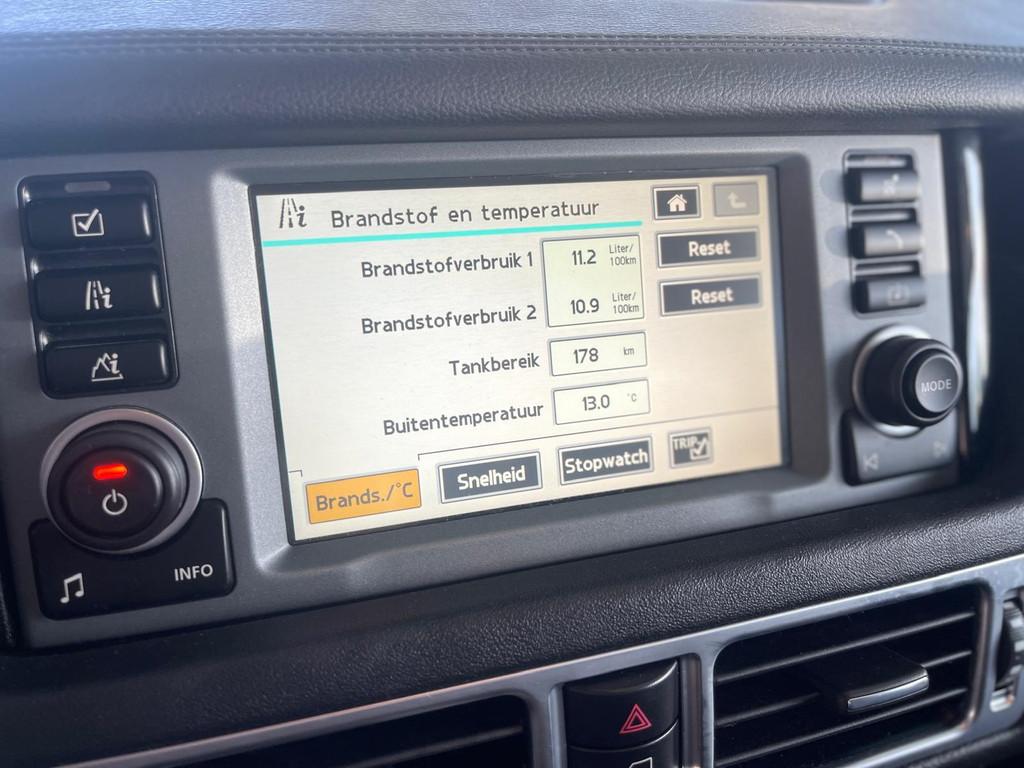 Brandstof en temperatuur
Brandstofverbruik 1 11.2 Liter/100km Reset
Brandstofverbruik 2 10.9 Liter/100km Reset
Tankbereik 178 km
Buitentemperatuur 13.0 °C
Brands./°C Snelheid Stopwatch TRIP
MODE
INFO